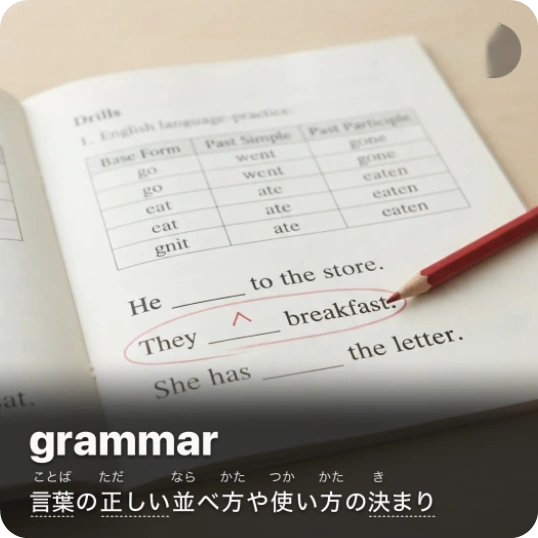 Drills
1. English language practice
Base Form Past Simple Past Participle
go went gone
go went gone
eat ate eaten
eat ate eaten
gnit ate eaten
He ______ to the store.
They ______ breakfast.
She has ______ the letter.
eat.
grammar
ことば ただ なら かた つか かた き
言葉の正しい並べ方や使い方の決まり